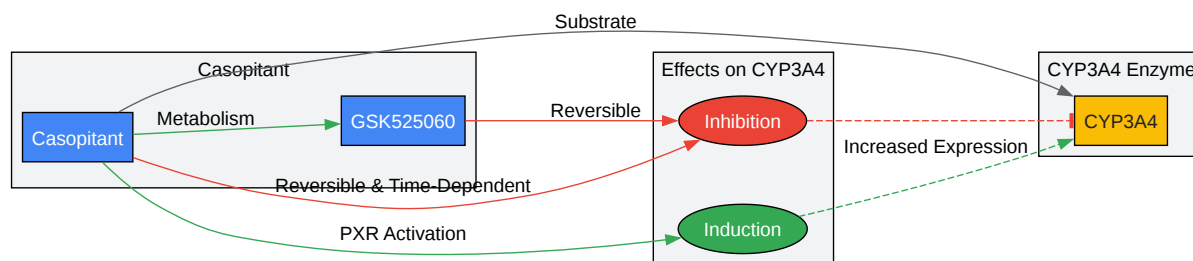 Substrate
Casopitant
Effects on CYP3A4
CYP3A4 Enzyme
Casopitant
Metabolism
GSK525060
Reversible
Inhibition
CYP3A4
Increased Expression
Reversible & Time-Dependent
PXR Activation
Induction